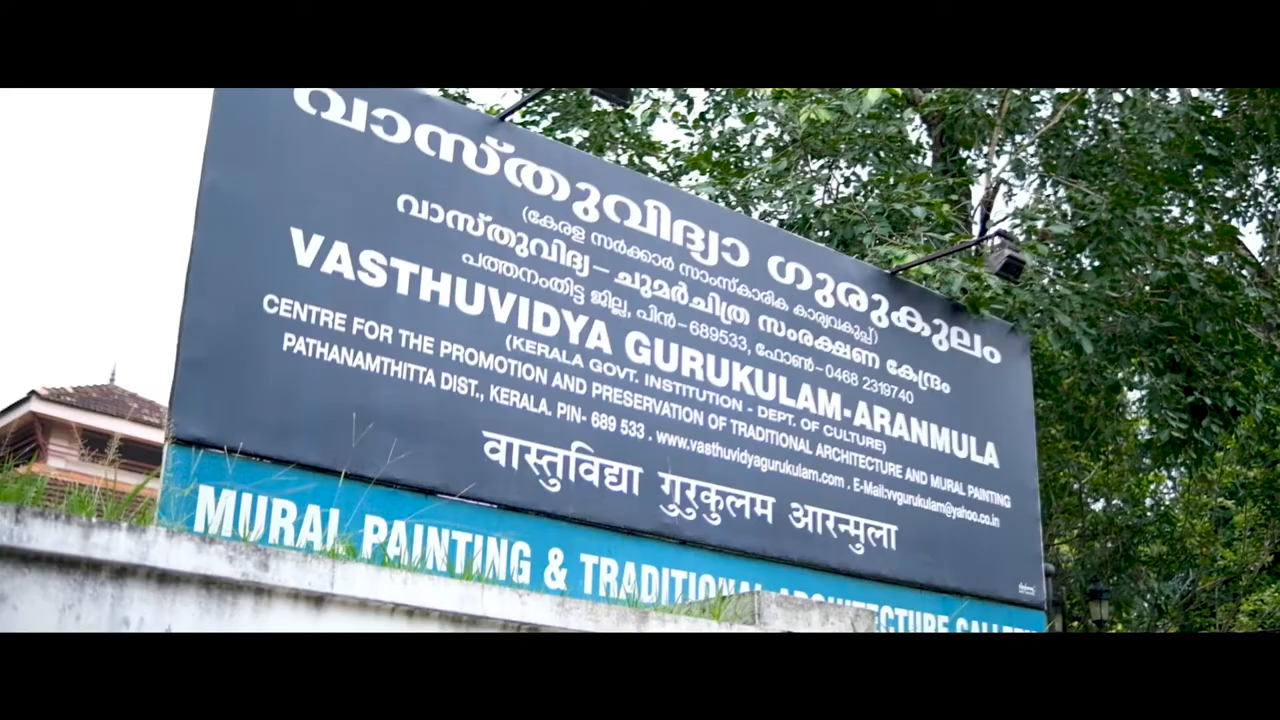 വാസ്തുവിദ്യാ ഗുരുകുലം
(കേരള സർക്കാർ സാംസ്കാരിക കാര്യവകുപ്പ്)
വാസ്തുവിദ്യ – ചുമർചിത്ര സംരക്ഷണ കേന്ദ്രം
പത്തനംതിട്ട ജില്ല, പിൻ-689533, ഫോൺ-0468 2319740
VASTHUVIDYA GURUKULAM-ARANMULA
(KERALA GOVT. INSTITUTION - DEPT. OF CULTURE)
CENTRE FOR THE PROMOTION AND PRESERVATION OF TRADITIONAL ARCHITECTURE AND MURAL PAINTING
PATHANAMTHITTA DIST., KERALA. PIN- 689 533 . www.vasthuvidyagurukulam.com . E-Mail:vvgurukulam@yahoo.co.in
वास्तुविद्या गुरुकुलम आरन्मुला
MURAL PAINTING & TRADITIONAL ARCHITECTURE GALLERY